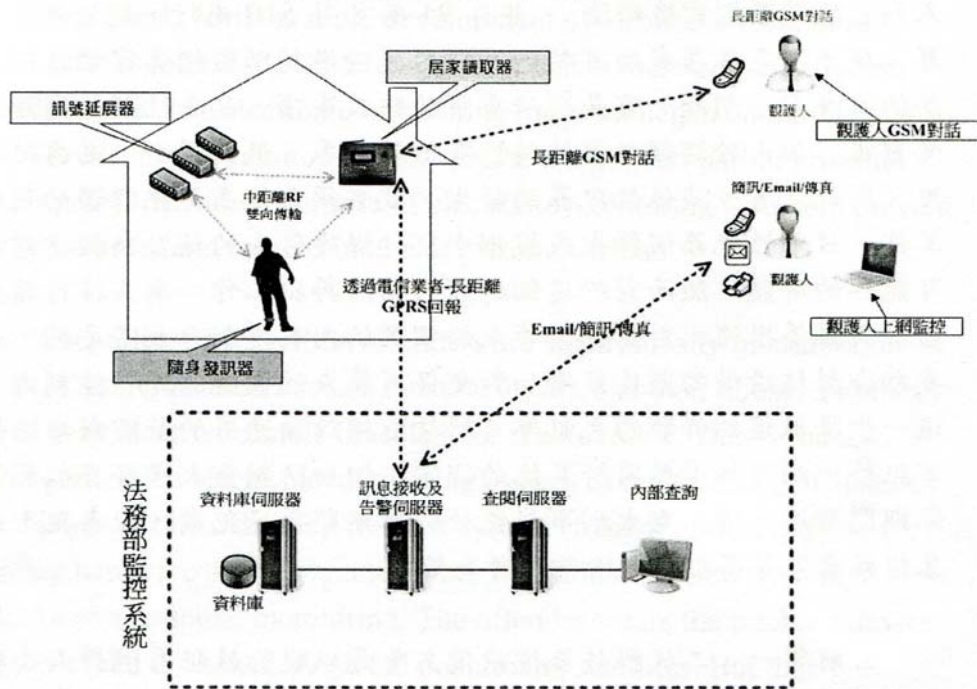 長距離GSM對話
居家讀取器
訊號延展器
觀護人
觀護人GSM對話
長距離GSM對話
中距離RF
雙向傳輸
簡訊/Email/傳真
觀護人
透過電信業者-長距離
GPRS回報
Email/簡訊/傳真
觀護人上網監控
隨身發訊器
法務部監控系統
資料庫伺服器
訊息接收及
告警伺服器
查閱伺服器
內部查詢
資料庫